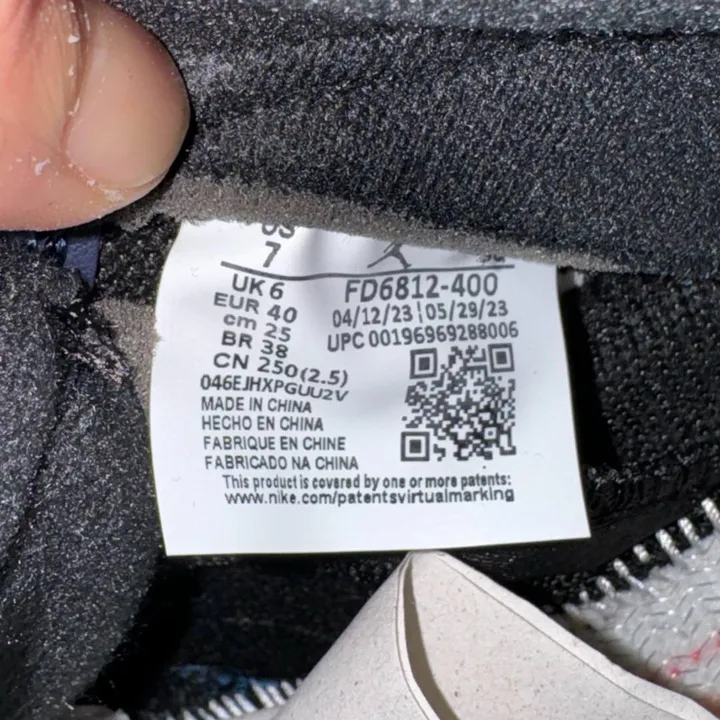 US
7
UK 6
EUR 40
cm 25
BR 38
CN 250(2.5)
FD6812-400
04/12/23 05/29/23
UPC 00196969288006
046EJHXPGUU2V
MADE IN CHINA
HECHO EN CHINA
FABRIQUE EN CHINE
FABRICADO NA CHINA
This product is covered by one or more patents:
www.nike.com/patentsvirtualmarking